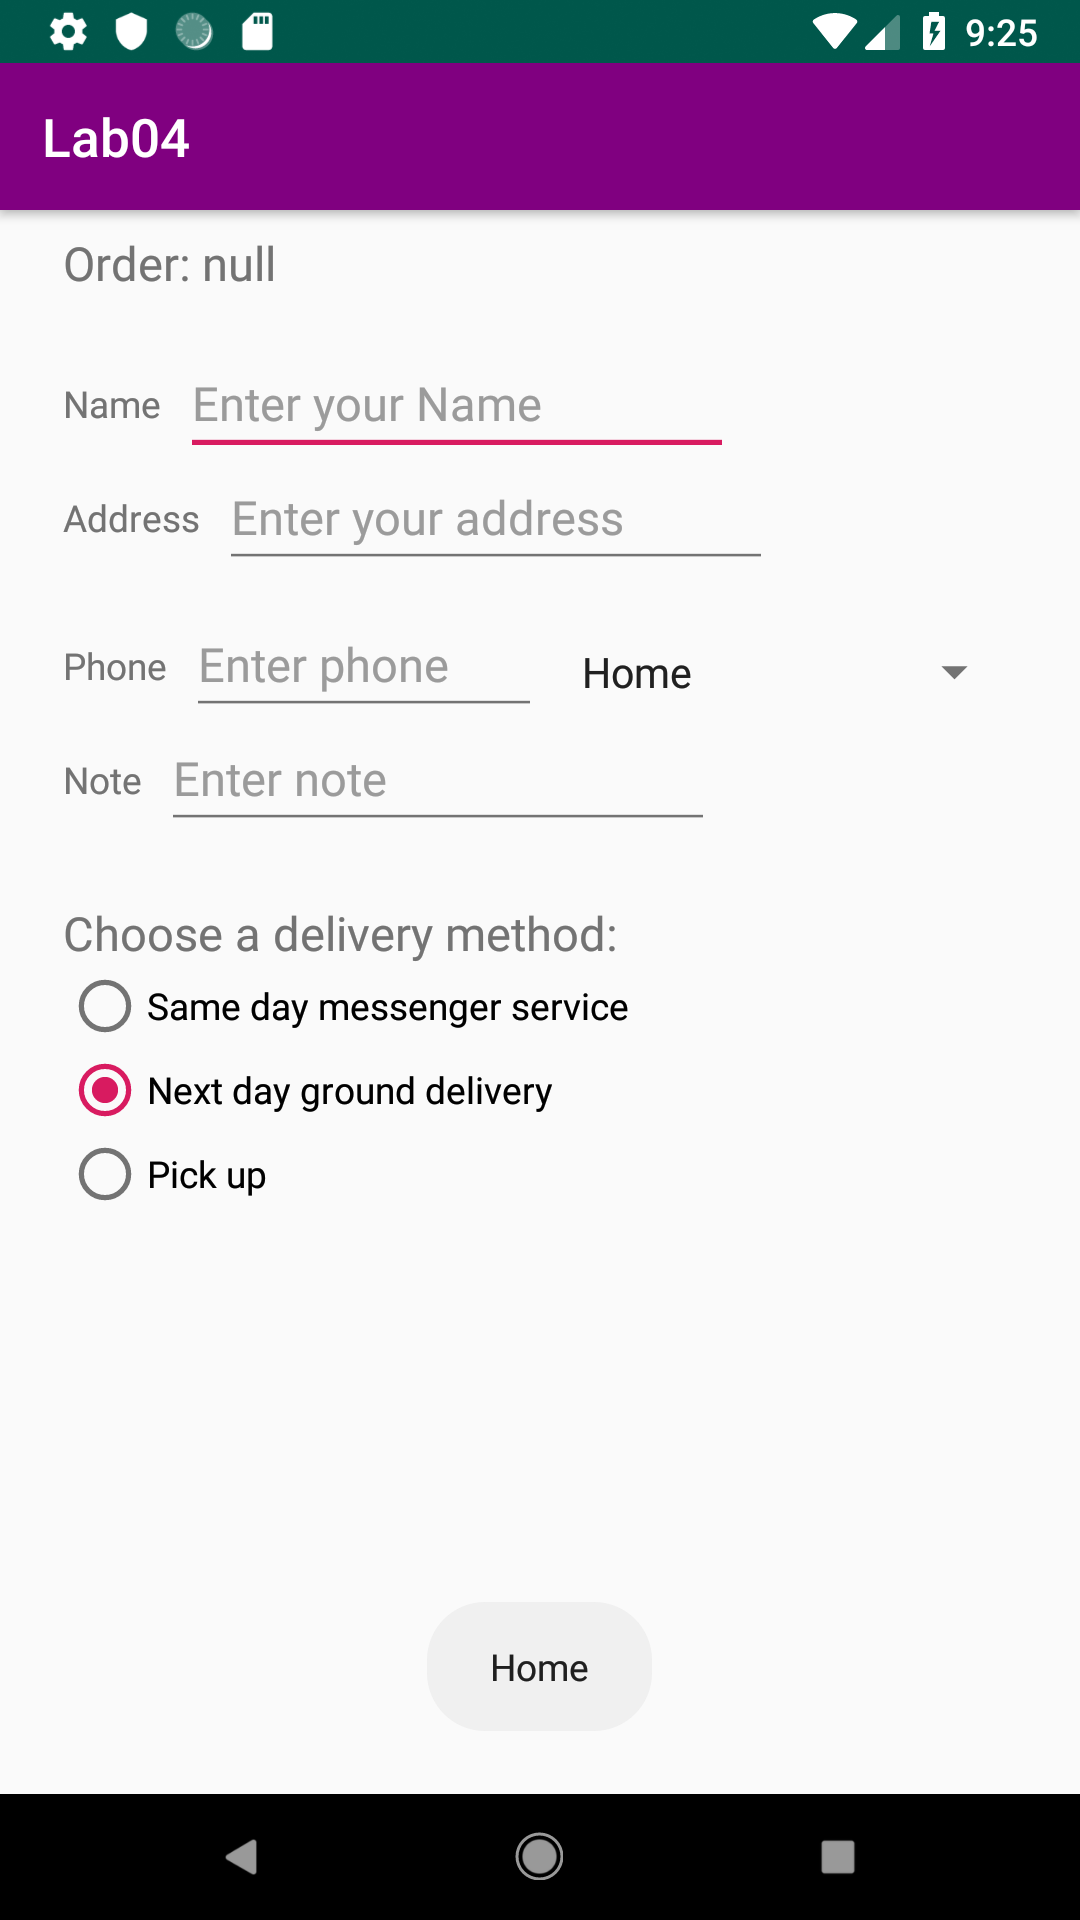 9:25
Lab04
Order: null
Name Enter your Name
Address Enter your address
Phone Enter phone Home
Note Enter note
Choose a delivery method:
Same day messenger service
Next day ground delivery
Pick up
Home